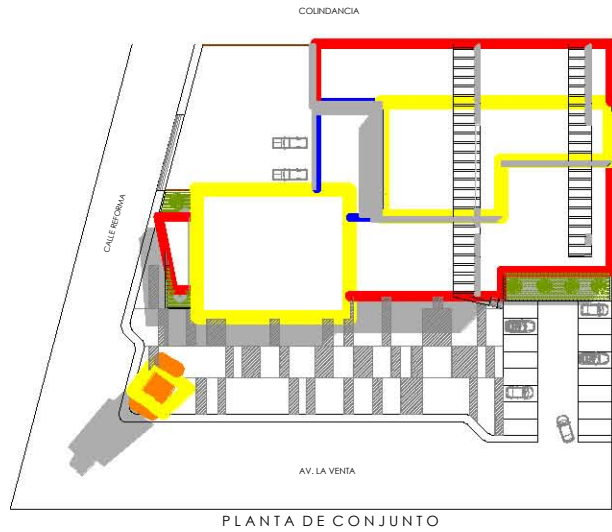 COLINDANCIA
CALLE REFORMA
AV. LA VENTA
PLANTA DE CONJUNTO